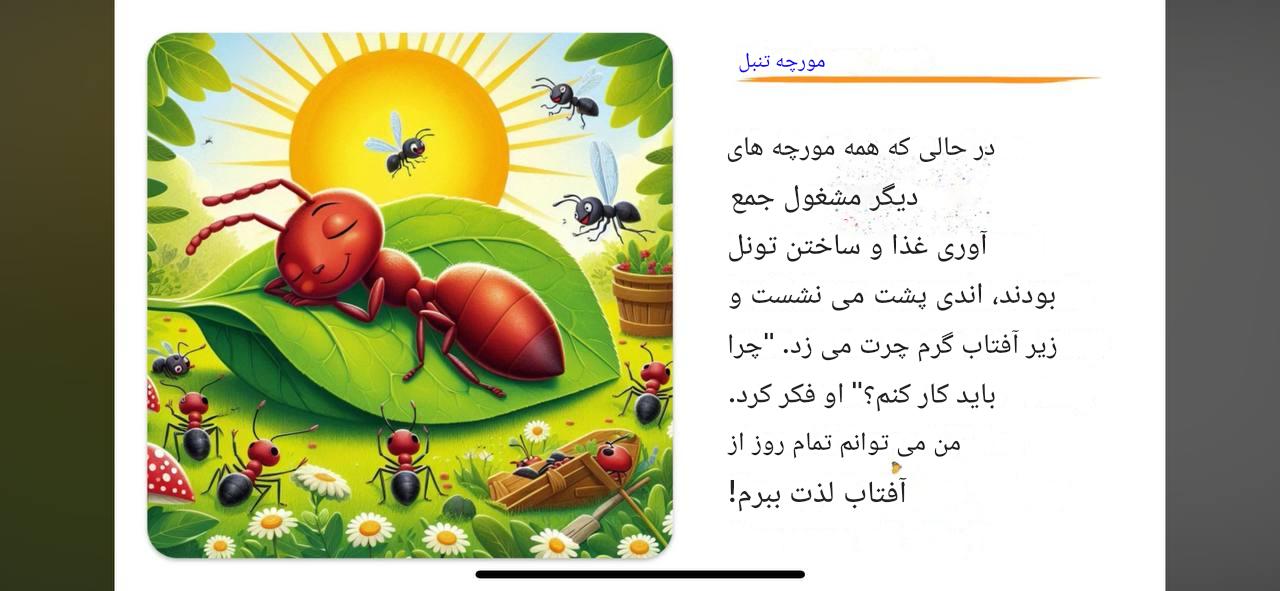 مورچه تنبل
در حالی که همه مورچه های
دیگر مشغول جمع
آوری غذا و ساختن تونل
بودند، اندی پشت می نشست و
زیر آفتاب گرم چرت می زد. "چرا
باید کار کنم؟" او فکر کرد.
من می توانم تمام روز از
آفتاب لذت ببرم!